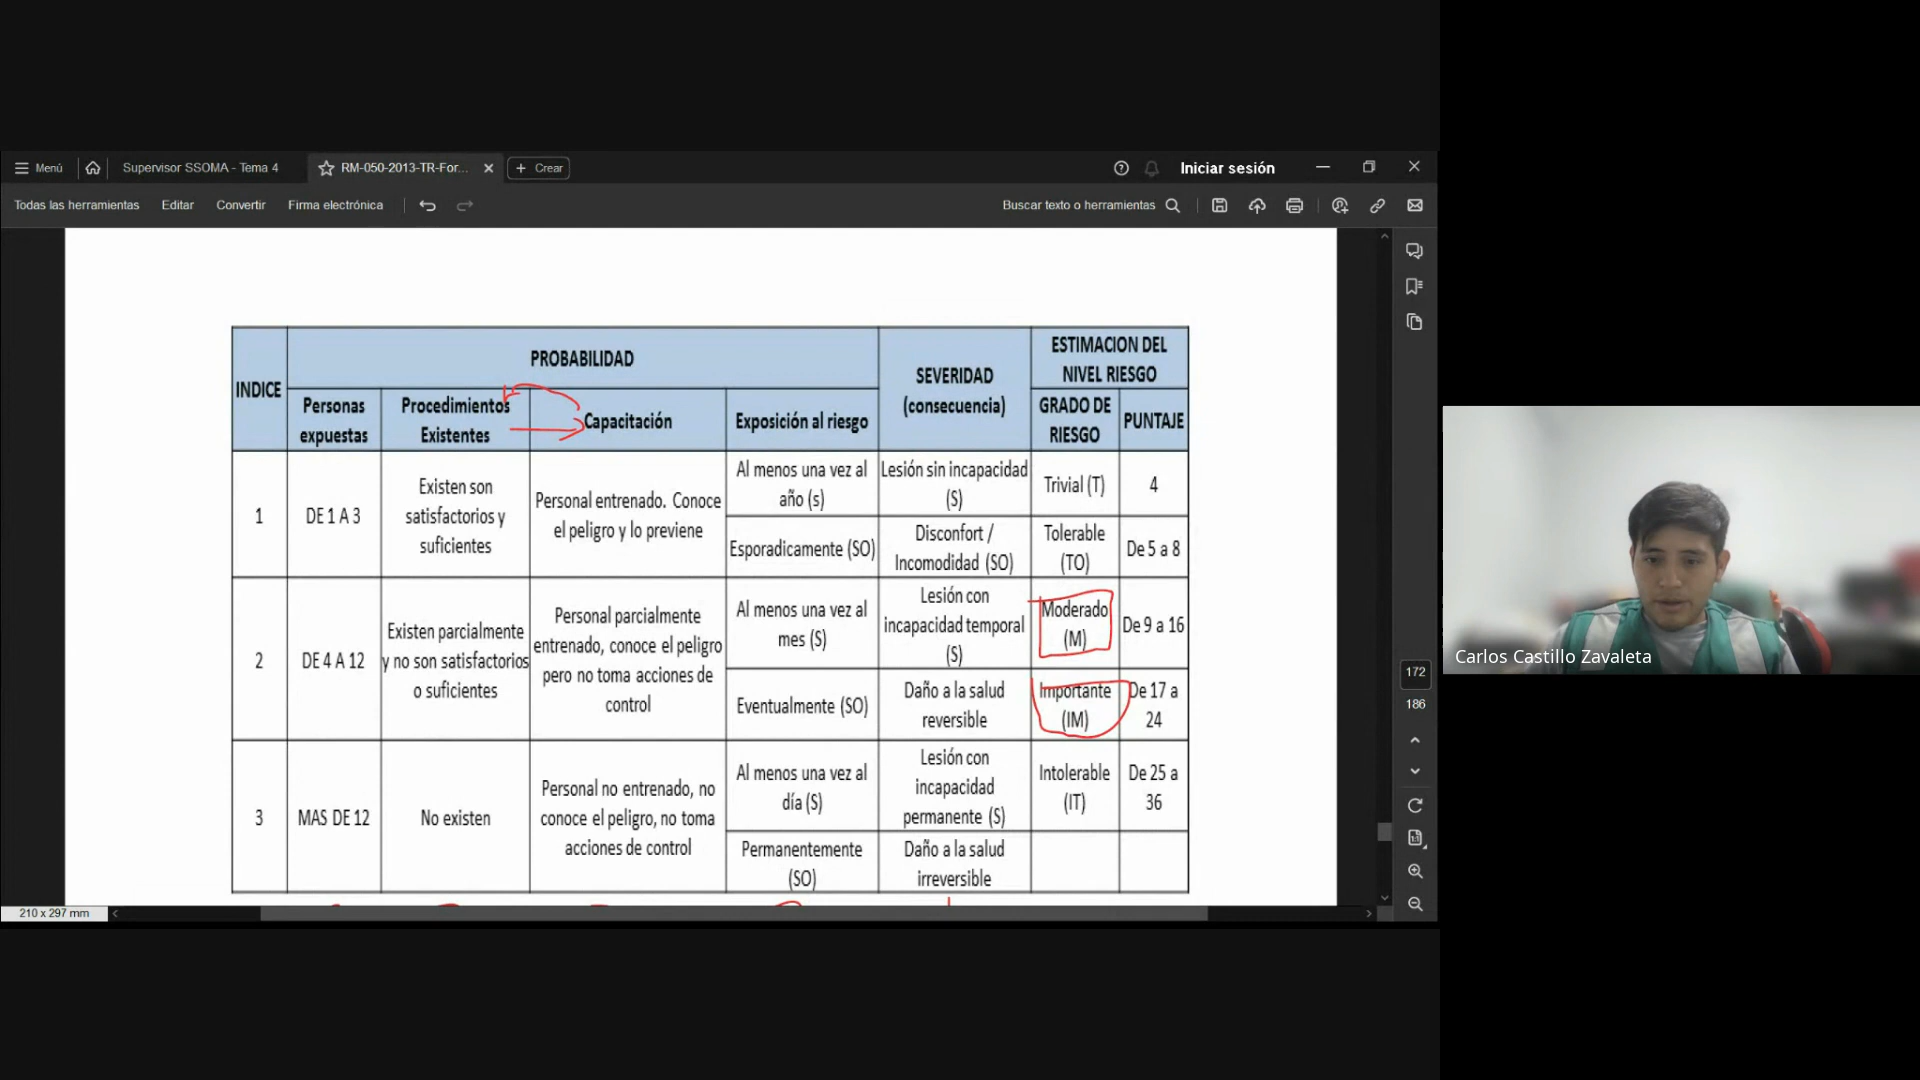 Menú
Supervisor SSOMA - Tema 4
RM-050-2013-TR-For...
Crear
Iniciar sesión
Todas las herramientas
Editar
Convertir
Firma electrónica
Buscar texto o herramientas
INDICE
PROBABILIDAD
SEVERIDAD
(consecuencia)
ESTIMACION DEL
NIVEL RIESGO
Personas
expuestas
Procedimientos
Existentes
Capacitación
Exposición al riesgo
GRADO DE
RIESGO
PUNTAJE
1
DE 1 A 3
Existen son
satisfactorios y
suficientes
Personal entrenado. Conoce
el peligro y lo previene
Al menos una vez al
año (s)
Lesión sin incapacidad
(S)
Trivial (T)
4
Esporadicamente (SO)
Disconfort /
Incomodidad (SO)
Tolerable
(TO)
De 5 a 8
2
DE 4 A 12
Existen parcialmente
y no son satisfactorios
o suficientes
Personal parcialmente
entrenado, conoce el peligro
pero no toma acciones de
control
Al menos una vez al
mes (S)
Lesión con
incapacidad temporal
(S)
Moderado
(M)
De 9 a 16
Eventualmente (SO)
Daño a la salud
reversible
Importante
(IM)
De 17 a
24
3
MAS DE 12
No existen
Personal no entrenado, no
conoce el peligro, no toma
acciones de control
Al menos una vez al
día (S)
Lesión con
incapacidad
permanente (S)
Intolerable
(IT)
De 25 a
36
Permanentemente
(SO)
Daño a la salud
irreversible
172
186
210 x 297 mm
Carlos Castillo Zavaleta